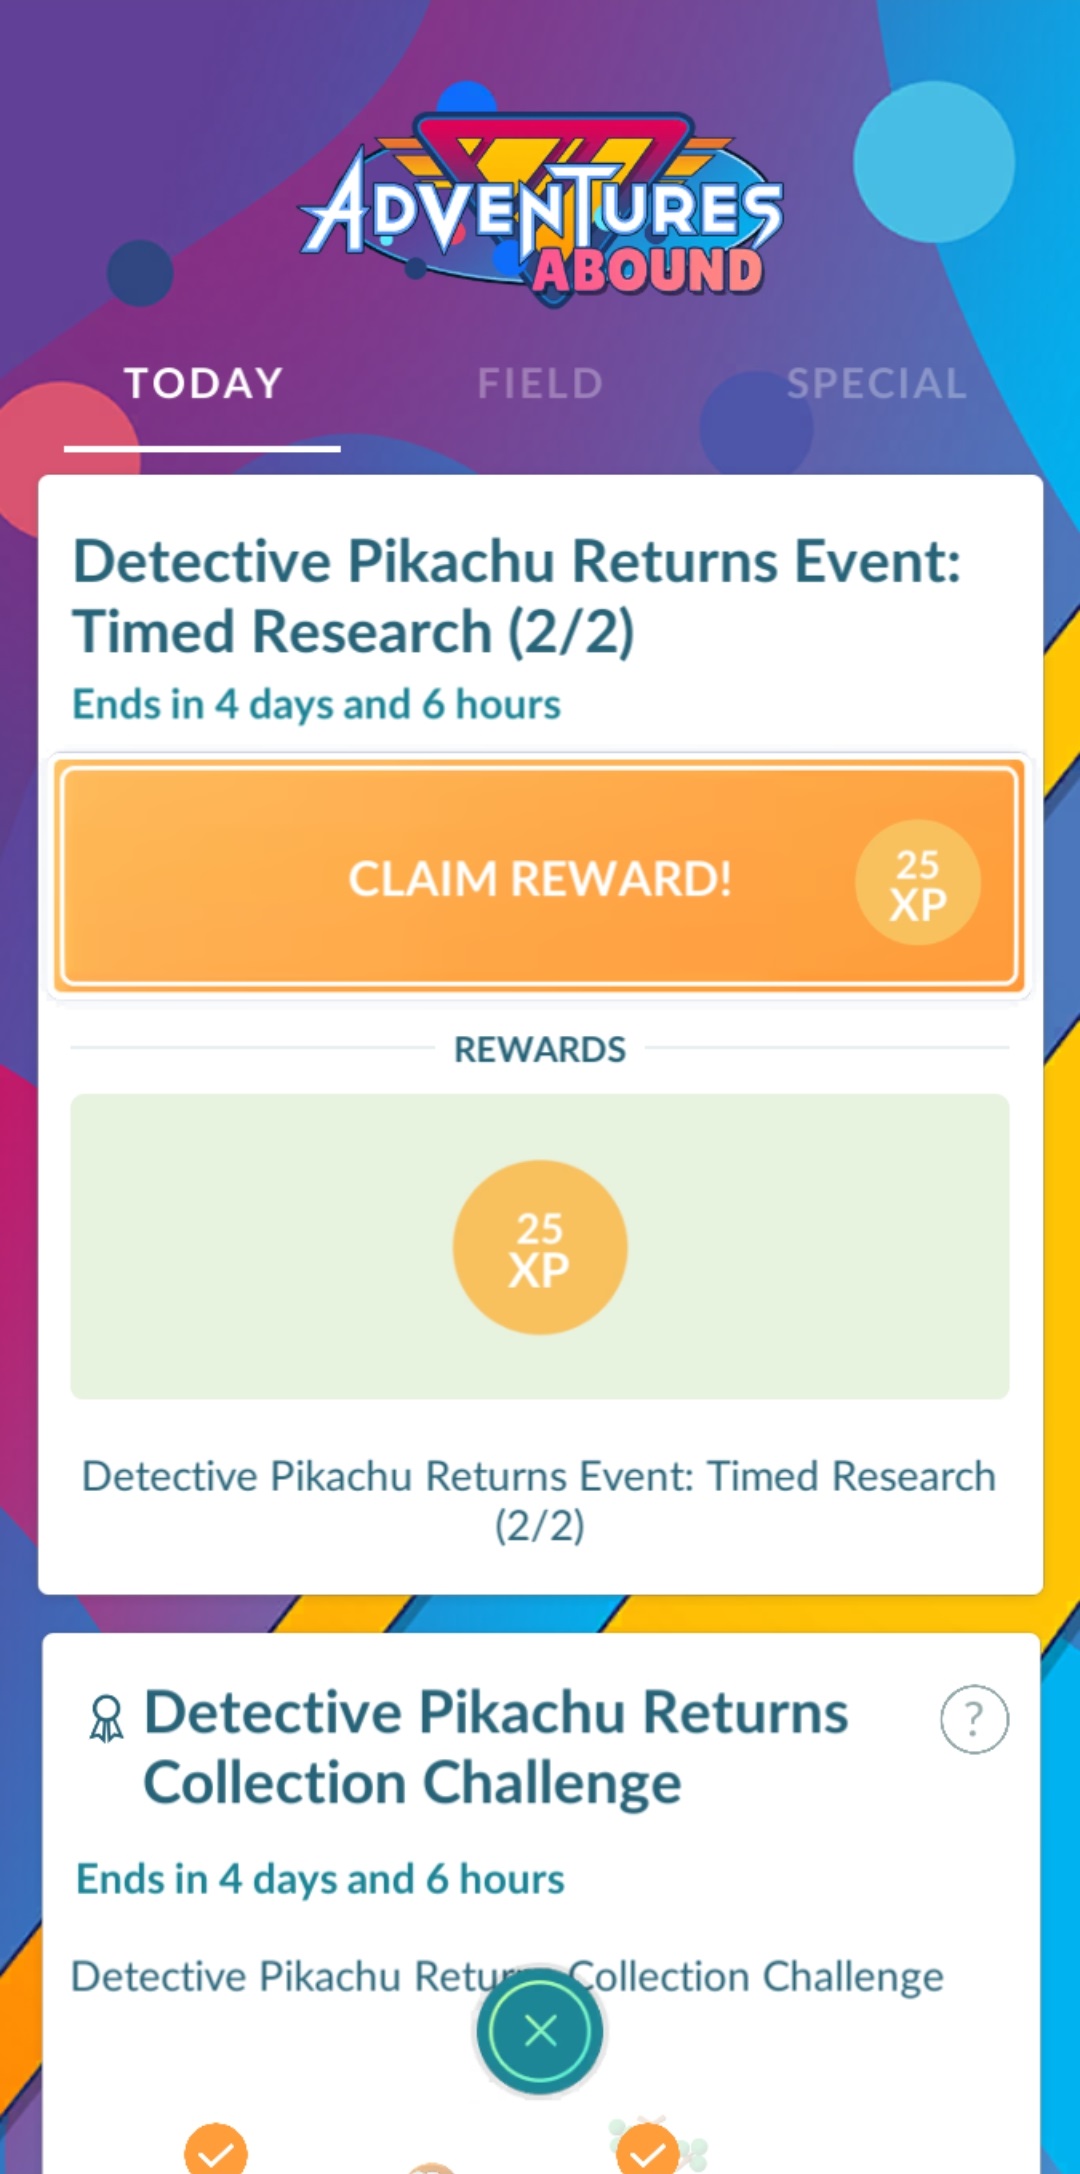 ADVENTURES
ABOUND
TODAY FIELD SPECIAL
Detective Pikachu Returns Event:
Timed Research (2/2)
Ends in 4 days and 6 hours
CLAIM REWARD!
25
XP
REWARDS
25
XP
Detective Pikachu Returns Event: Timed Research
(2/2)
Detective Pikachu Returns
Collection Challenge
?
Ends in 4 days and 6 hours
Detective Pikachu Returns Collection Challenge